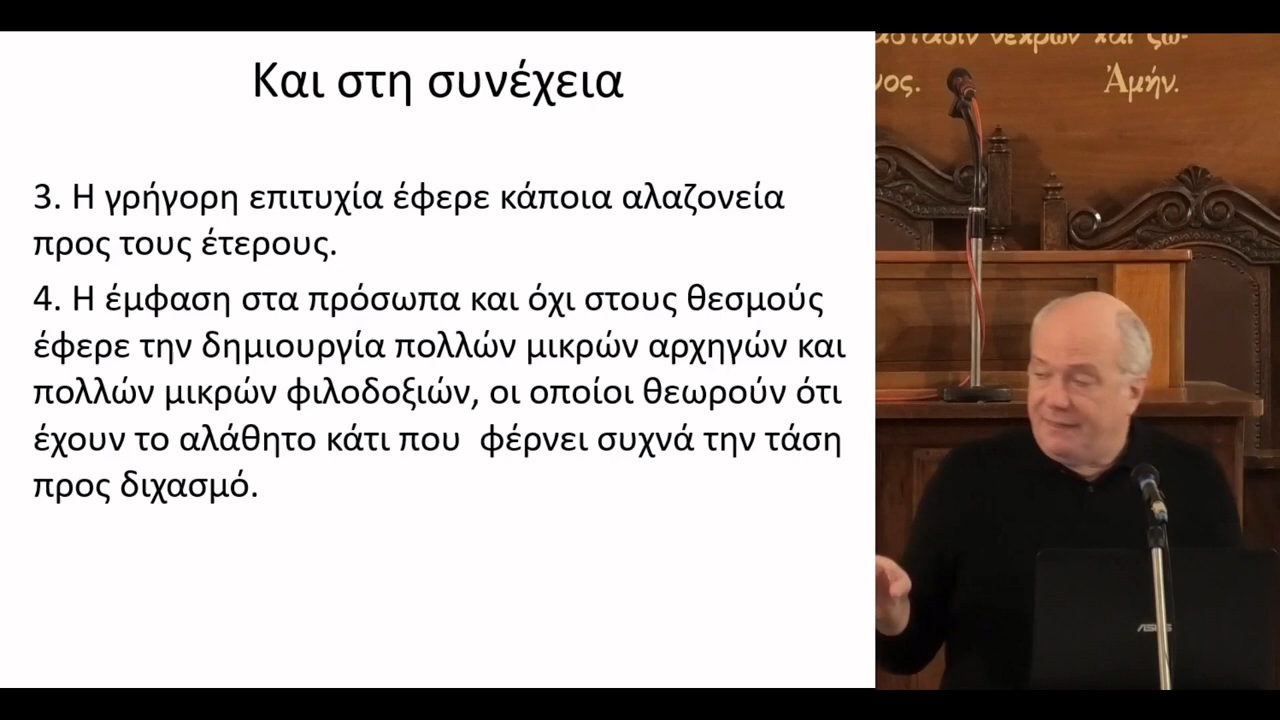 Και στη συνέχεια
3. Η γρήγορη επιτυχία έφερε κάποια αλαζονεία
προς τους έτερους.
4. Η έμφαση στα πρόσωπα και όχι στους θεσμούς
έφερε την δημιουργία πολλών μικρών αρχηγών και
πολλών μικρών φιλοδοξιών, οι οποίοι θεωρούν ότι
έχουν το αλάθητο κάτι που  φέρνει συχνά την τάση
προς διχασμό.
νεκρών καὶ ζω-
Ἀμήν.
ASUS